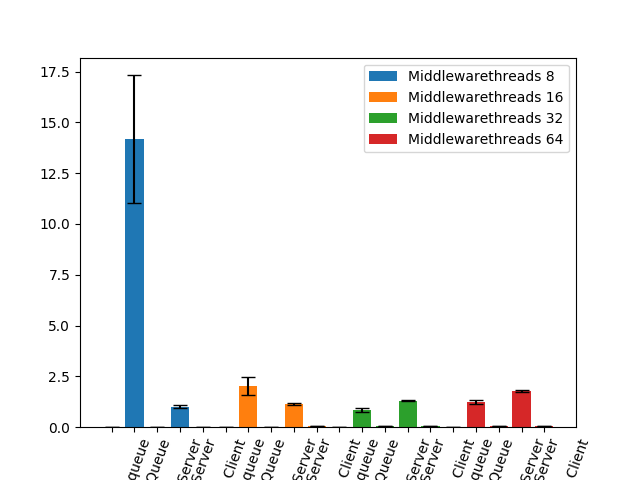 17.5
15.0
12.5
10.0
7.5
5.0
2.5
0.0
Middlewarethreads 8
Middlewarethreads 16
Middlewarethreads 32
Middlewarethreads 64
queue
Queue
Server
Server
Client
queue
Queue
Server
Server
Client
queue
Queue
Server
Server
Client
queue
Queue
Server
Server
Client